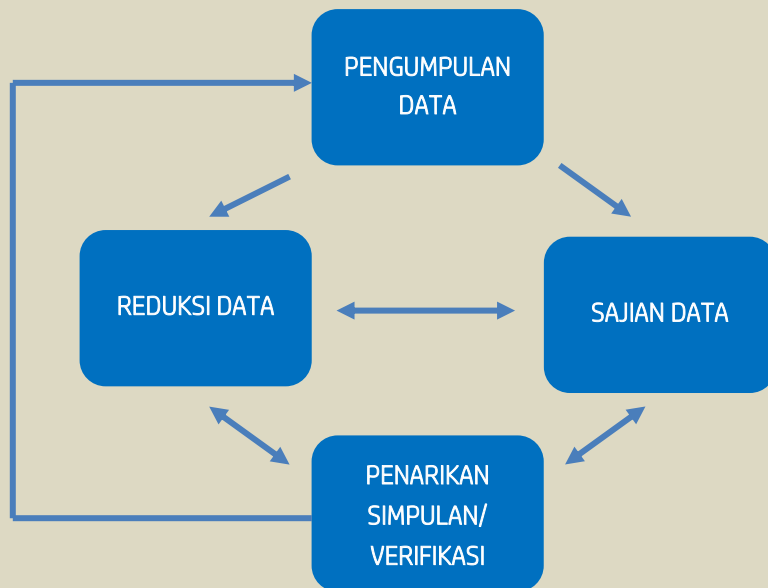 PENGUMPULAN
DATA
REDUKSI DATA
SAJIAN DATA
PENARIKAN
SIMPULAN/
VERIFIKASI